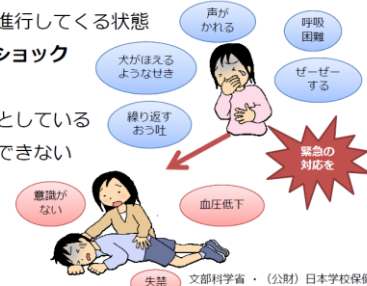 進行してくる状態
ショック
としている
できない
声が
かれる
呼吸
困難
犬がほえる
ようなせき
ぜーぜー
する
繰り返す
おう吐
緊急の
対応を
意識が
ない
血圧低下
失禁
文部科学省・（公財）日本学校保健